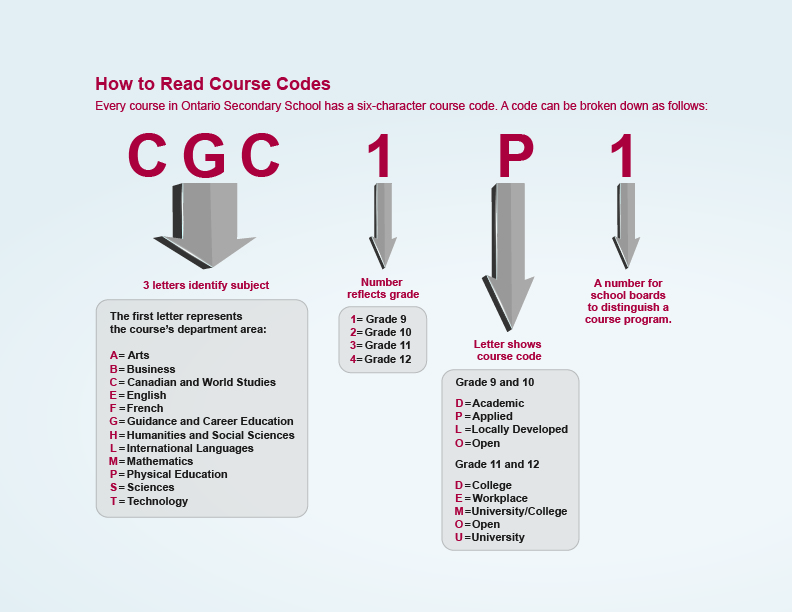 How to Read Course Codes
Every course in Ontario Secondary School has a six-character course code. A code can be broken down as follows:
C G C 1 P 1
3 letters identify subject
The first letter represents
the course's department area:
A = Arts
B = Business
C = Canadian and World Studies
E = English
F = French
G = Guidance and Career Education
H = Humanities and Social Sciences
L = International Languages
M = Mathematics
P = Physical Education
S = Sciences
T = Technology
Number
reflects grade
1 = Grade 9
2 = Grade 10
3 = Grade 11
4 = Grade 12
Letter shows
course code
Grade 9 and 10
D = Academic
P = Applied
L = Locally Developed
O = Open
Grade 11 and 12
D = College
E = Workplace
M = University/College
O = Open
U = University
A number for
school boards
to distinguish a
course program.